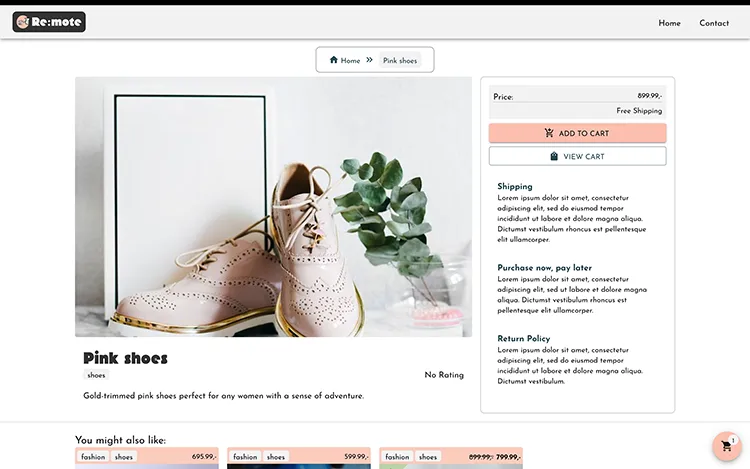 Re:mote
Home
Contact
Home
Pink shoes
Price:
899.99,-
Free Shipping
ADD TO CART
VIEW CART
Shipping
Lorem ipsum dolor sit amet, consectetur
adipiscing elit, sed do eiusmod tempor
incididunt ut labore et dolore magna aliqua.
Dictumst vestibulum rhoncus est pellentesque
elit ullamcorper.
Purchase now, pay later
Lorem ipsum dolor sit amet, consectetur
adipiscing elit, sed do eiusmod tempor
incididunt ut labore et dolore magna
aliqua. Dictumst vestibulum rhoncus est
pellentesque elit ullamcorper.
Return Policy
Lorem ipsum dolor sit amet, consectetur
adipiscing elit, sed do eiusmod tempor
incididunt ut labore et dolore magna aliqua.
Dictumst vestibulum.
Pink shoes
shoes
No Rating
Gold-trimmed pink shoes perfect for any women with a sense of adventure.
You might also like:
fashion shoes 695.99,-
fashion shoes 599.99,-
fashion shoes 899.99,- 799.99,-
1